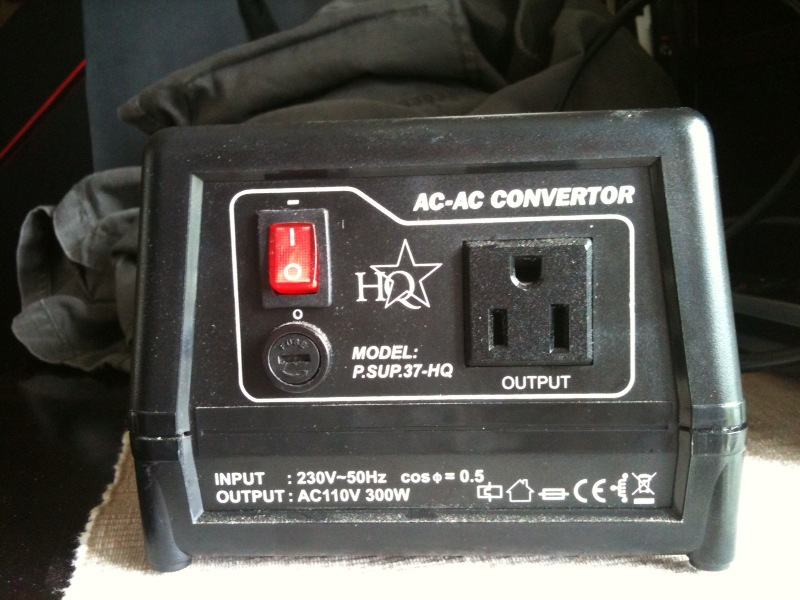 AC-AC CONVERTOR
HQ
FUSE
MODEL:
P.SUP.37-HQ
OUTPUT
INPUT : 230V~50Hz cosφ= 0.5
OUTPUT : AC110V 300W
CE